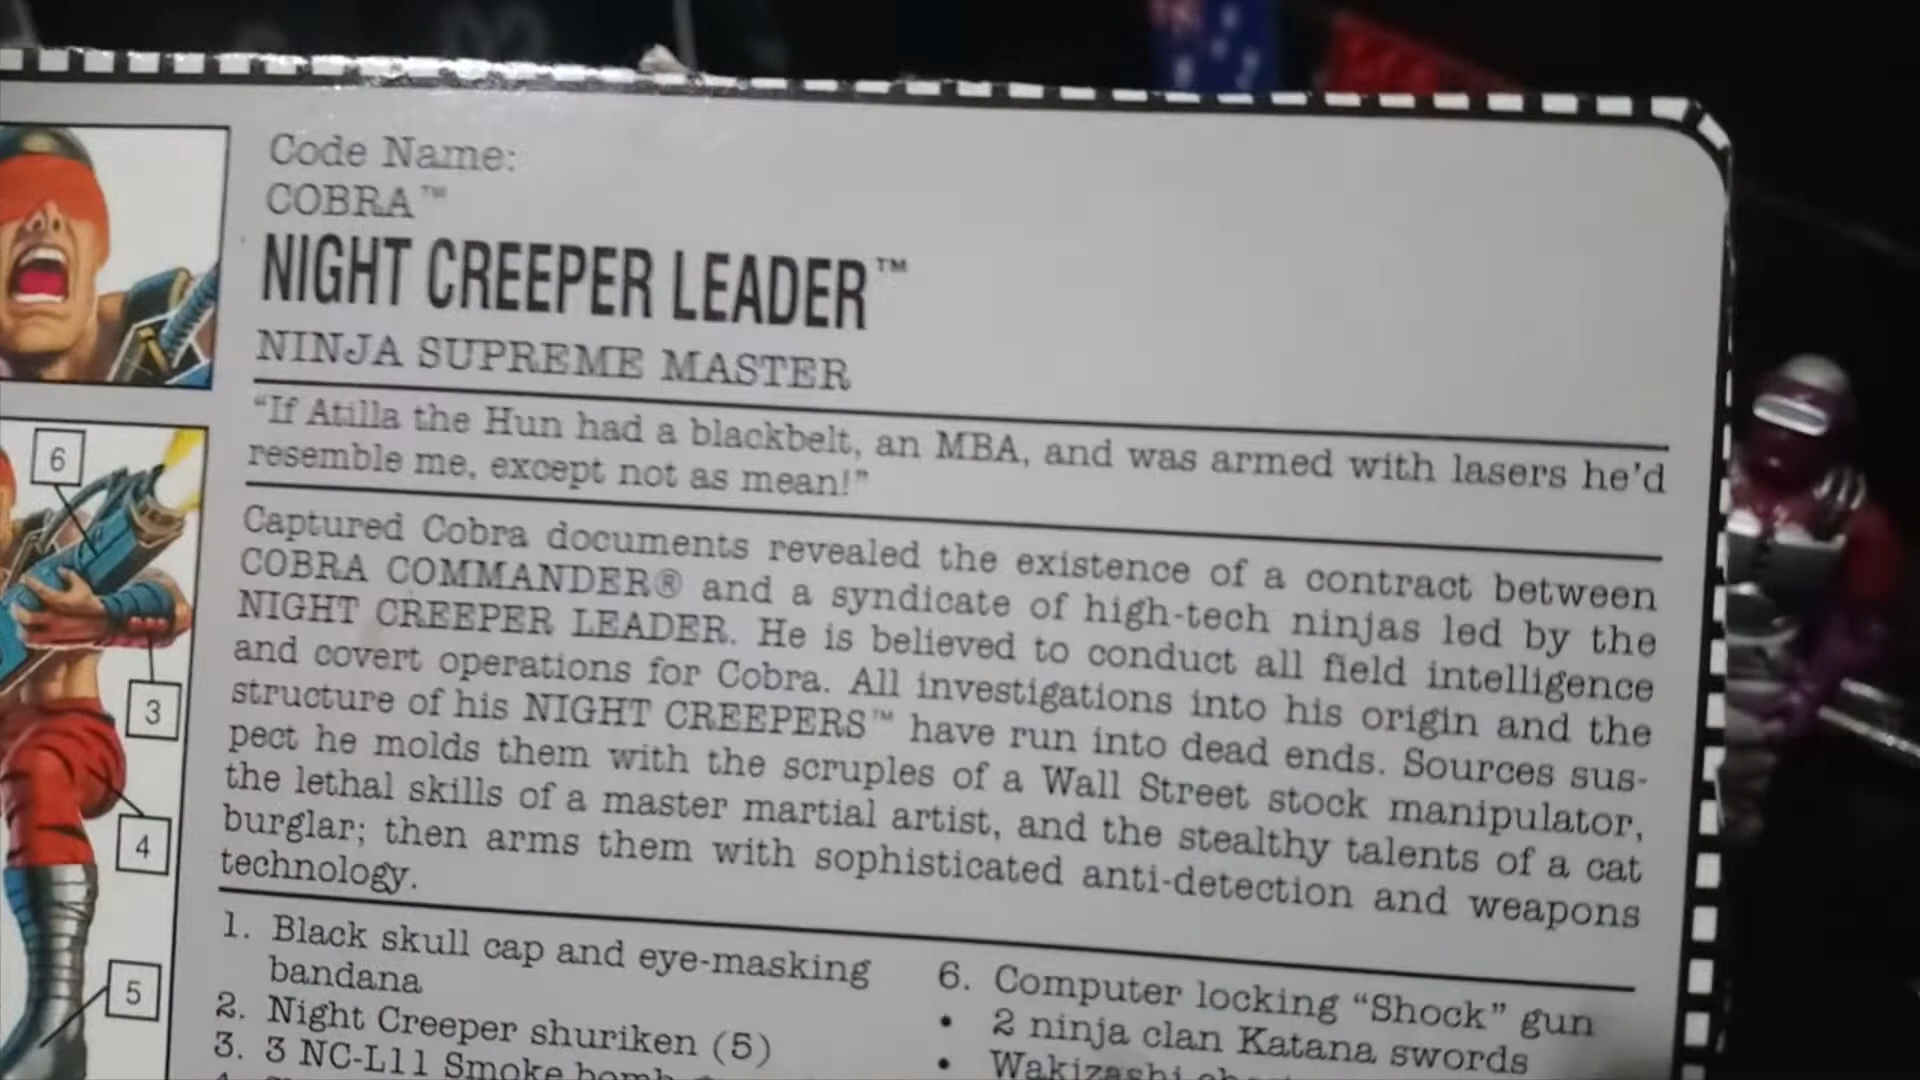 Code Name:
COBRA™
NIGHT CREEPER LEADER™
NINJA SUPREME MASTER
“If Atilla the Hun had a blackbelt, an MBA, and was armed with lasers he’d
resemble me, except not as mean!”
Captured Cobra documents revealed the existence of a contract between
COBRA COMMANDER® and a syndicate of high-tech ninjas led by the
NIGHT CREEPER LEADER. He is believed to conduct all field intelligence
and covert operations for Cobra. All investigations into his origin and the
structure of his NIGHT CREEPERS™ have run into dead ends. Sources sus-
pect he molds them with the scruples of a Wall Street stock manipulator,
the lethal skills of a master martial artist, and the stealthy talents of a cat
burglar; then arms them with sophisticated anti-detection and weapons
technology.
1. Black skull cap and eye-masking
bandana
2. Night Creeper shuriken (5)
3. 3 NC-L11 Smoke
6. Computer locking “Shock” gun
• 2 ninja clan Katana swords
• Wakizashi
6
3
4
5